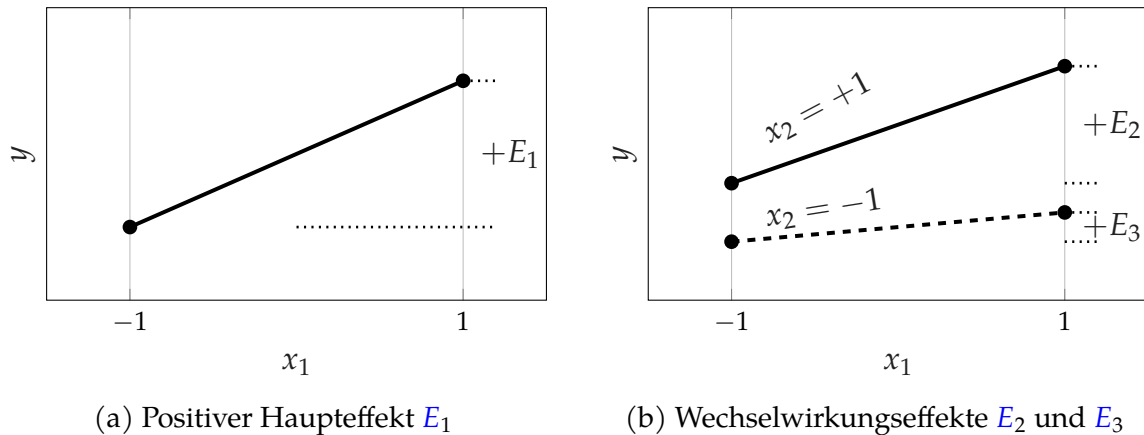 y
+E₁
−1
1
x₁
(a) Positiver Haupteffekt E₁
y
x₂ = +1
+E₂
x₂ = −1
+E₃
−1
1
x₁
(b) Wechselwirkungseffekte E₂ und E₃